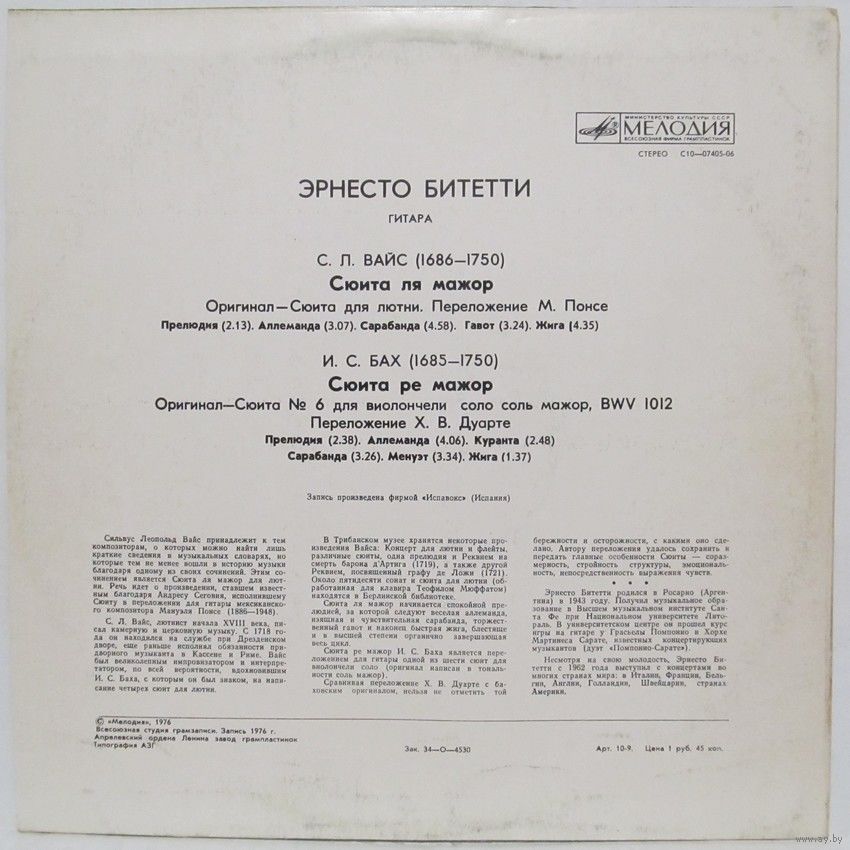 МИНИСТЕРСТВО КУЛЬТУРЫ СССР
МЕЛОДИЯ
ВСЕСОЮЗНАЯ ФИРМА ГРАМПЛАСТИНОК
СТЕРЕО С10—07405-06
ЭРНЕСТО БИТЕТТИ
ГИТАРА
С. Л. ВАЙС (1686—1750)
Сюита ля мажор
Оригинал—Сюита для лютни. Переложение М. Понсе
Прелюдия (2.13). Аллеманда (3.07). Сарабанда (4.58). Гавот (3.24). Жига (4.35)
И. С. БАХ (1685—1750)
Сюита ре мажор
Оригинал—Сюита № 6 для виолончели соло соль мажор, BWV 1012
Переложение Х. В. Дуарте
Прелюдия (2.38). Аллеманда (4.06). Куранта (2.48)
Сарабанда (3.26). Менуэт (3.34). Жига (1.37)
Запись произведена фирмой «Испавокс» (Испания)
Сильвус Леопольд Вайс принадлежит к тем
композиторам, о которых можно найти лишь
краткие сведения в музыкальных словарях, но
которые тем не менее вошли в историю музыки
благодаря одному из своих сочинений. Этим со-
чинением является Сюита ля мажор для лют-
ни. Речь идет о произведении, ставшем извест-
ным благодаря Андресу Сеговия, исполнившему
Сюиту в переложении для гитары мексиканско-
го композитора Мануэля Понсе (1886—1948).
С. Л. Вайс, лютнист начала XVIII века, пи-
сал камерную и церковную музыку. С 1718 го-
да он находился на службе при Дрезденском
дворе, еще раньше исполнял обязанности при-
дворного музыканта в Кассене и Риме. Вайс
был великолепным импровизатором и интерпре-
татором, по всей вероятности, вдохновившим
И. С. Баха, с которым он был знаком, на напи-
сание четырех сюит для лютни.
В Трибанском музее хранятся некоторые про-
изведения Вайса: Концерт для лютни и флейты,
различные сюиты, одна прелюдия и Реквием на
смерть барона д'Артига (1719), а также другой
Реквием, посвященный графу де Ложи (1721).
Около пятидесяти сонат и сюита для лютни (об-
работанная для клавира Теофилом Мюффатом)
находятся в Берлинской библиотеке.
Сюита ля мажор начинается спокойной пре-
людией, за которой следуют веселая аллеманда,
изящная и чувствительная сарабанда, торжест-
венный гавот и наконец быстрая жига, блестяще
и в высшей степени органично завершающая
весь цикл.
Сюита ре мажор И. С. Баха является пере-
ложением для гитары одной из шести сюит для
виолончели соло (оригинал написан в тональ-
ности соль мажор).
Сравнивая переложение Х. В. Дуарте с ба-
ховским оригиналом, нельзя не отметить той
бережности и осторожности, с какими оно сде-
лано. Автору переложения удалось сохранить и
передать главные особенности Сюиты — сораз-
мерность, стройность структуры, эмоциональ-
ность, непосредственность выражения чувств.
• • •
Эрнесто Битетти родился в Росарно (Арген-
тина) в 1943 году. Получил музыкальное обра-
зование в Высшем музыкальном институте Сан-
та Фе при Национальном университете Лито-
раль. В университетском центре он прошел курс
игры на гитаре у Грасьелы Помпонио и Хорхе
Мартинеса Сарате, известных концертирующих
музыкантов (дуэт «Помпонио-Сарате»).
Несмотря на свою молодость, Эрнесто Би-
тетти с 1962 года выступил с концертами во
многих странах мира: в Италии, Франции, Бель-
гии, Англии, Голландии, Швейцарии, странах
Америки.
© «Мелодия», 1976
Всесоюзная студия грамзаписи. Запись 1976 г.
Апрелевский ордена Ленина завод грампластинок
Типография АЗГ
Зак. 34—О—4530
Арт. 10-9. Цена 1 руб. 45 коп.
www.ay.by